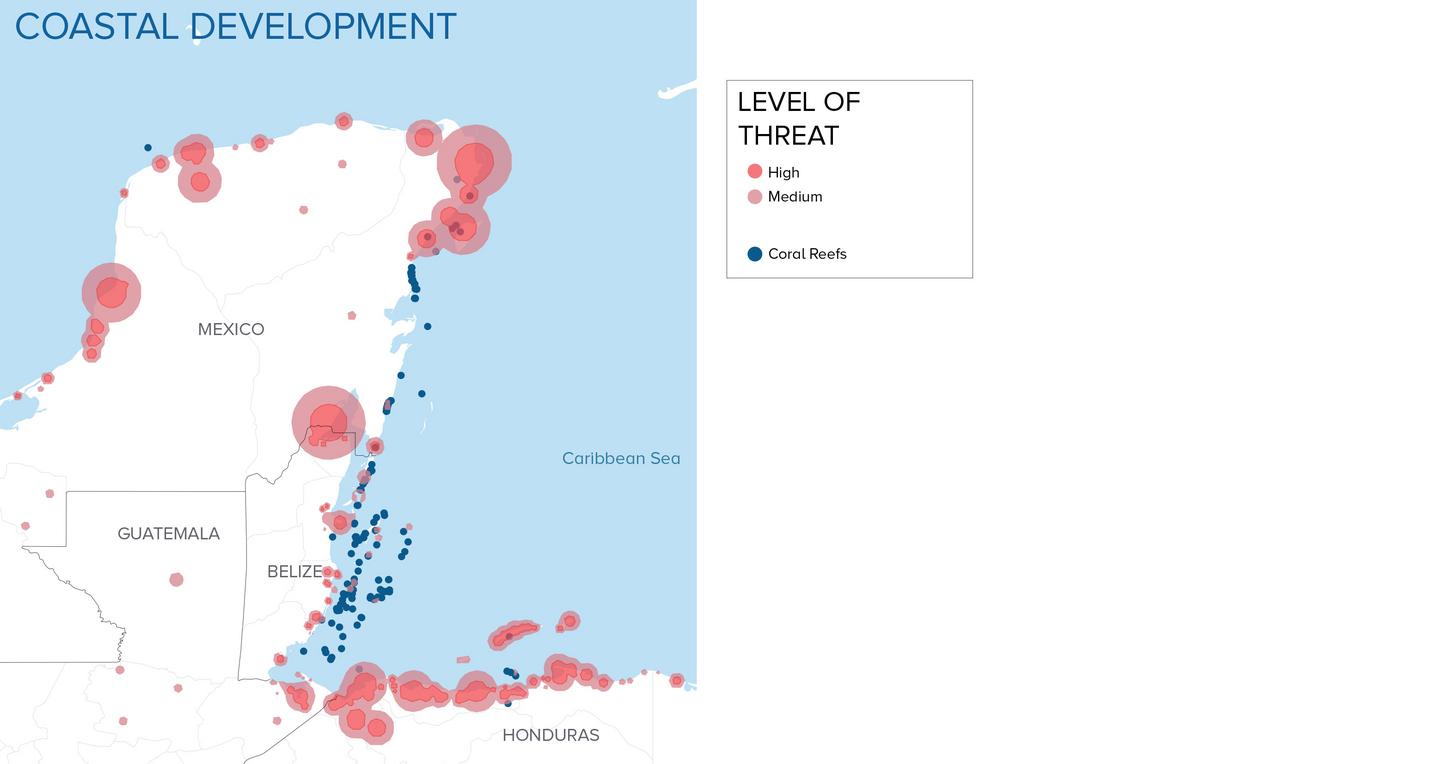 COASTAL DEVELOPMENT
LEVEL OF
THREAT
High
Medium
Coral Reefs
MEXICO
Caribbean Sea
GUATEMALA
BELIZE
HONDURAS